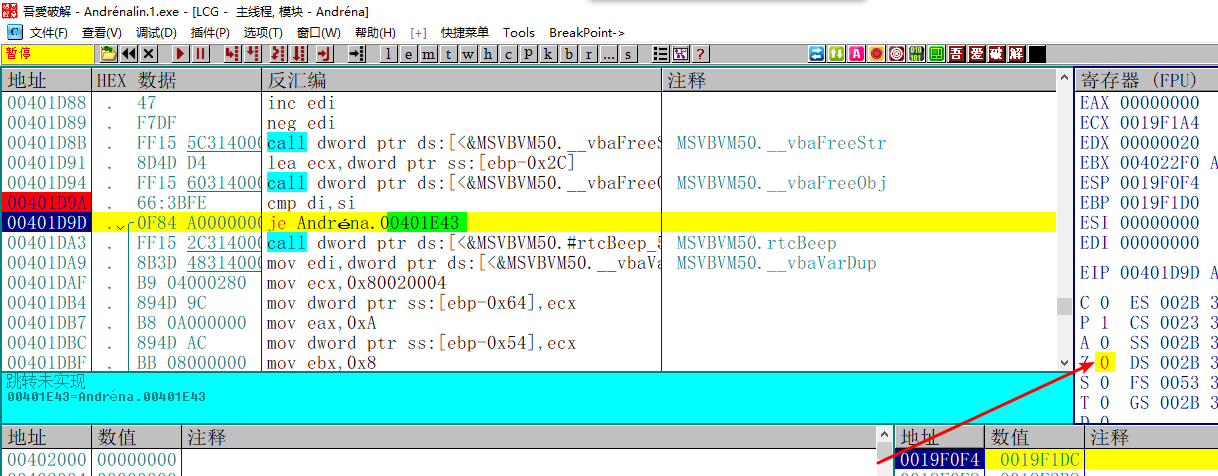 吾愛破解 - Andrénalin.1.exe - [LCG - 主线程, 模块 - Andréna]
文件(F) 查看(V) 调试(D) 插件(P) 选项(T) 窗口(W) 帮助(H) [+] 快捷菜单 Tools BreakPoint->
暂停 l e m t w h c p k b r ... s ? 吾 爱 破 解
地址 HEX 数据 反汇编 注释 寄存器 (FPU)
00401D88 . 47 inc edi
00401D89 . F7DF neg edi
00401D8B . FF15 5C314000 call dword ptr ds:[<&MSVBVM50.__vbaFreeS MSVBVM50.__vbaFreeStr
00401D91 . 8D4D D4 lea ecx,dword ptr ss:[ebp-0x2C]
00401D94 . FF15 60314000 call dword ptr ds:[<&MSVBVM50.__vbaFreeO MSVBVM50.__vbaFreeObj
00401D9A . 66:3BFE cmp di,si
00401D9D . 0F84 A0000000 je Andréna.00401E43
00401DA3 . FF15 2C314000 call dword ptr ds:[<&MSVBVM50.#rtcBeep_5 MSVBVM50.rtcBeep
00401DA9 . 8B3D 48314000 mov edi,dword ptr ds:[<&MSVBVM50.__vbaVa MSVBVM50.__vbaVarDup
00401DAF . B9 04000280 mov ecx,0x80020004
00401DB4 . 894D 9C mov dword ptr ss:[ebp-0x64],ecx
00401DB7 . B8 0A000000 mov eax,0xA
00401DBC . 894D AC mov dword ptr ss:[ebp-0x54],ecx
00401DBF . BB 08000000 mov ebx,0x8
EAX 00000000
ECX 0019F1A4
EDX 00000020
EBX 004022F0 A
ESP 0019F0F4
EBP 0019F1D0
ESI 00000000
EDI 00000000
EIP 00401D9D A
C 0 ES 002B 3
P 1 CS 0023 3
A 0 SS 002B 3
Z 0 DS 002B 3
S 0 FS 0053 3
T 0 GS 002B 3
D 0
跳转未实现
00401E43=Andréna.00401E43
地址 数值 注释 地址 数值 注释
00402000 00000000 0019F0F4 0019F1DC